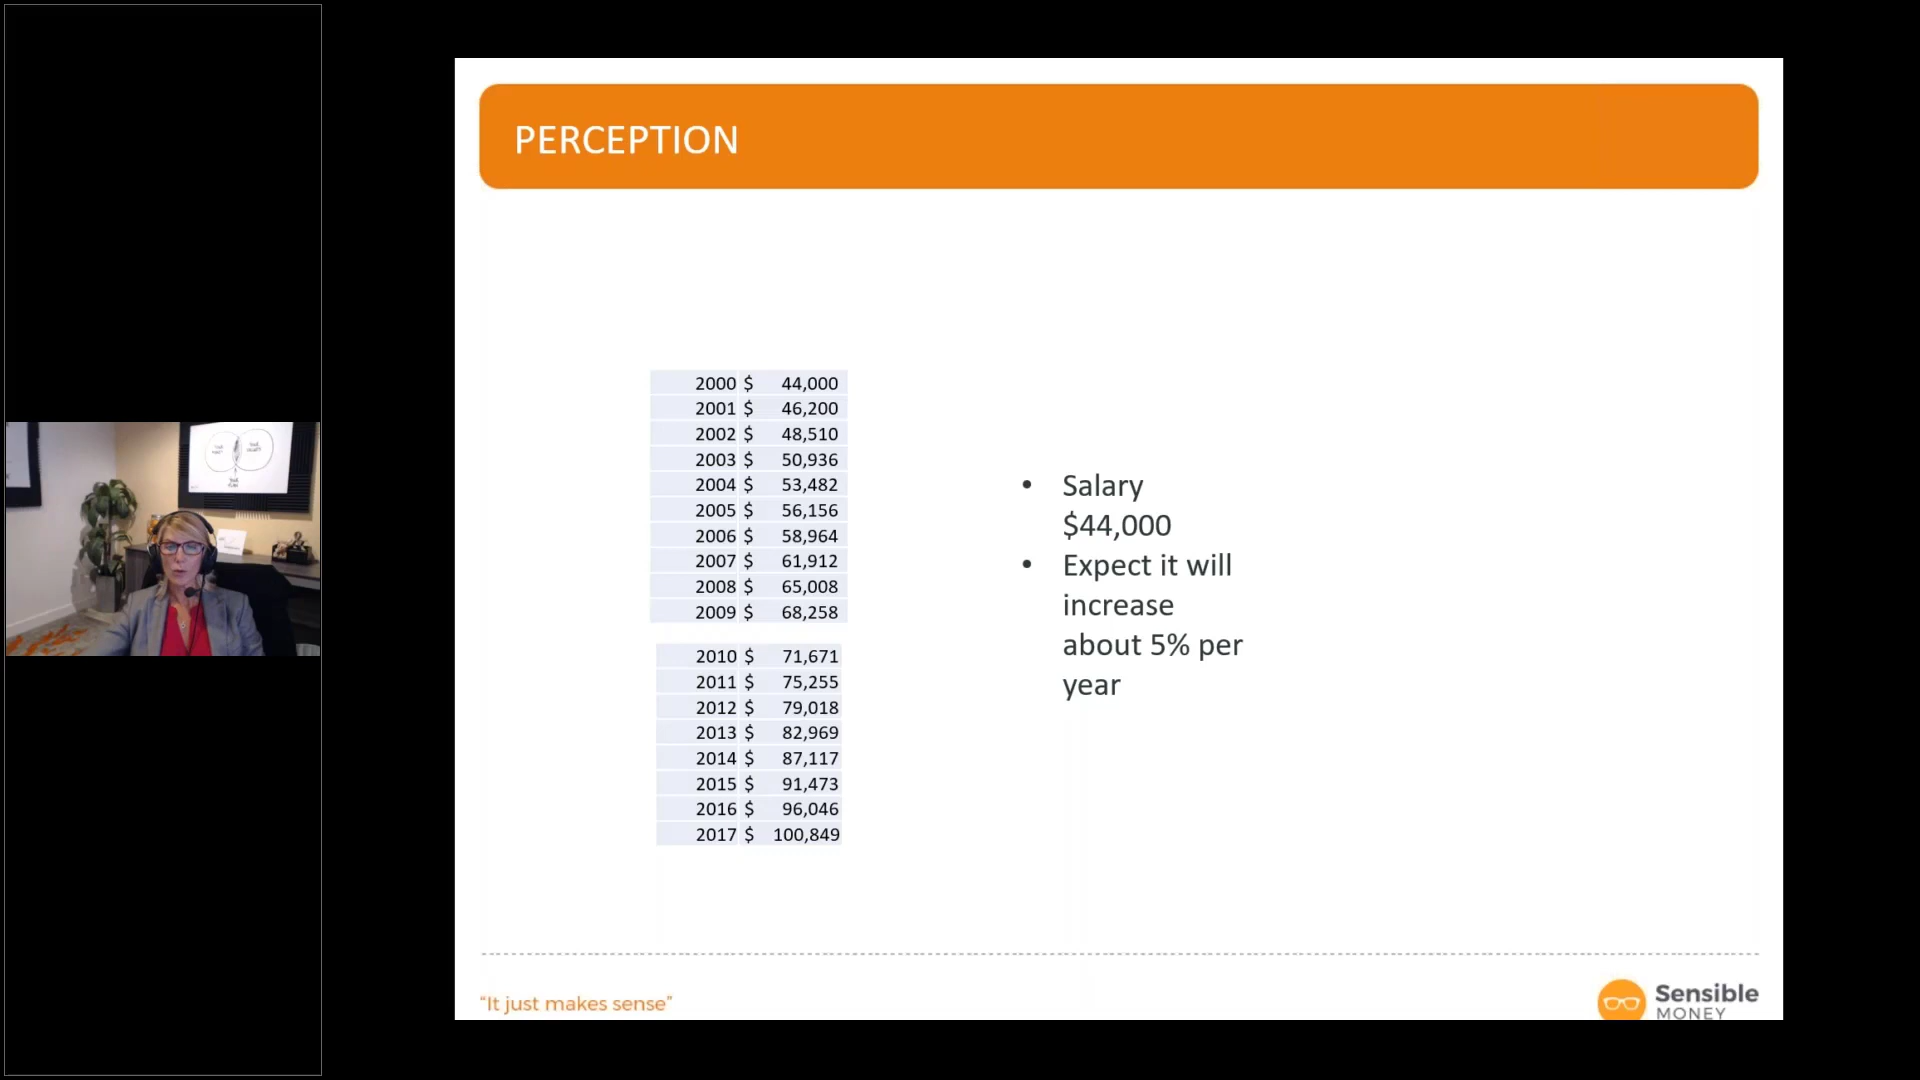 PERCEPTION
2000 $ 44,000
2001 $ 46,200
2002 $ 48,510
2003 $ 50,936
2004 $ 53,482
2005 $ 56,156
2006 $ 58,964
2007 $ 61,912
2008 $ 65,008
2009 $ 68,258
2010 $ 71,671
2011 $ 75,255
2012 $ 79,018
2013 $ 82,969
2014 $ 87,117
2015 $ 91,473
2016 $ 96,046
2017 $ 100,849
• Salary
$44,000
• Expect it will
increase
about 5% per
year
“It just makes sense”
Sensible
MONEY